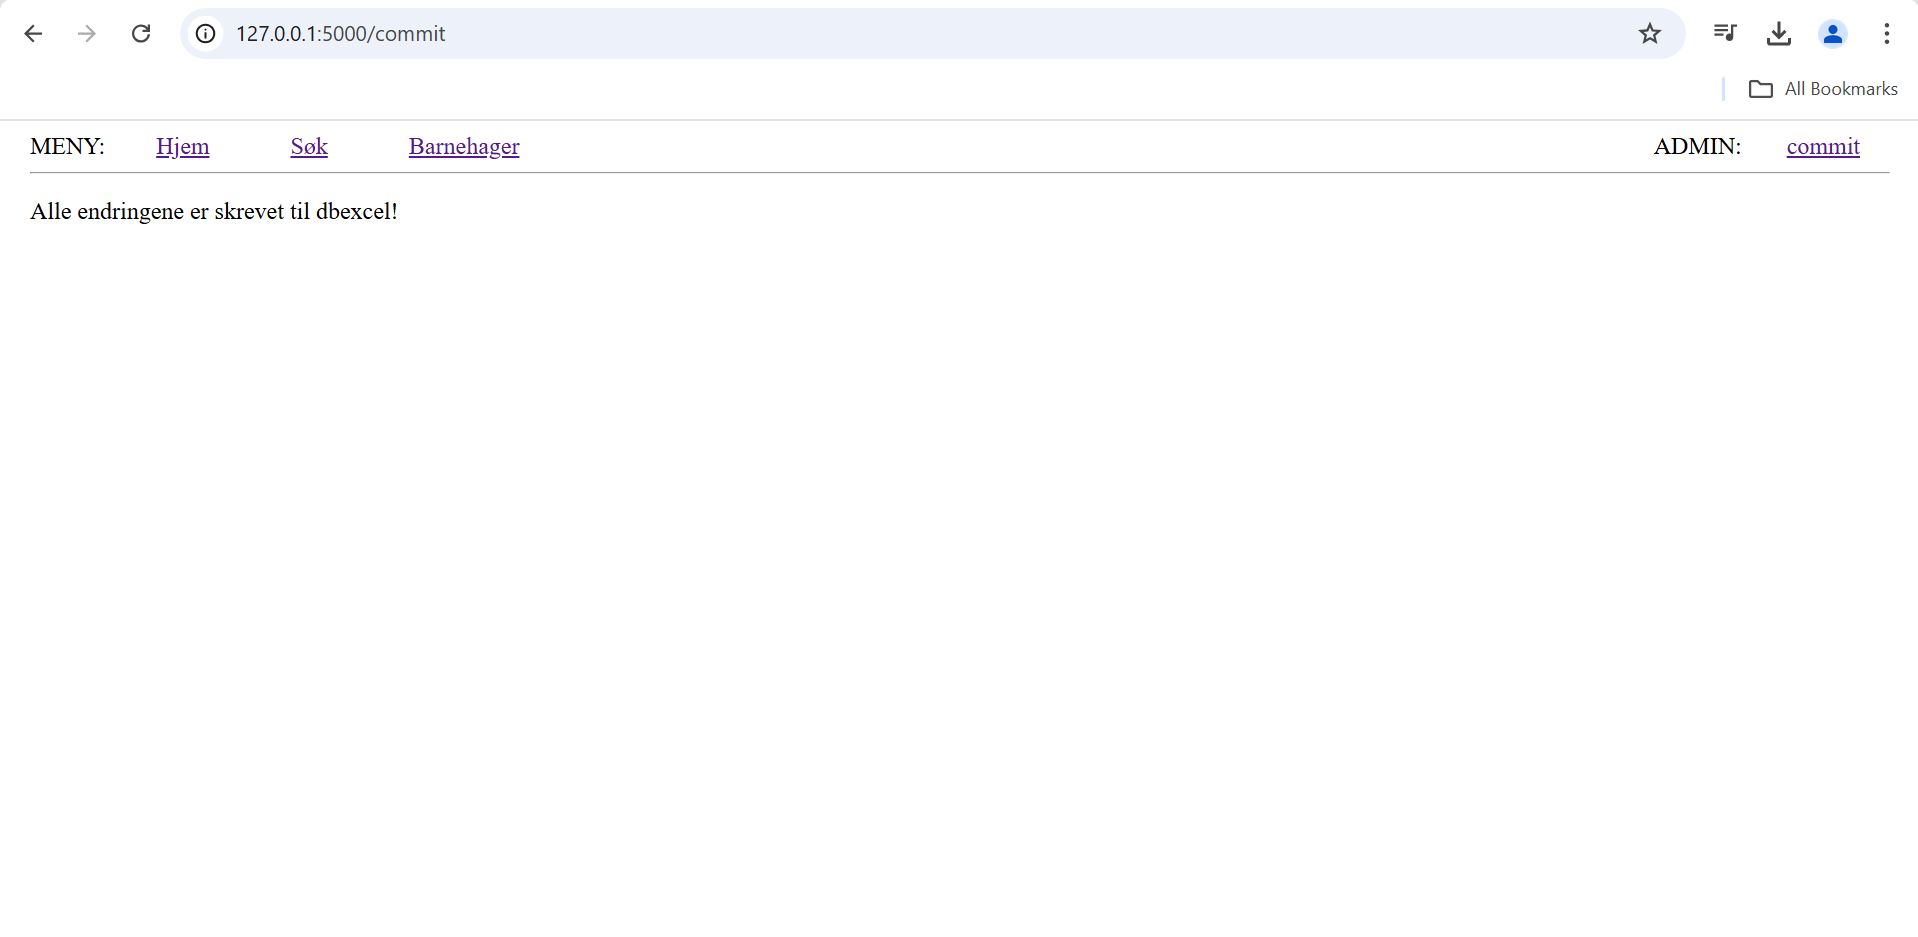 127.0.0.1:5000/commit
All Bookmarks
MENY: Hjem Søk Barnehager ADMIN: commit
Alle endringene er skrevet til dbexcel!